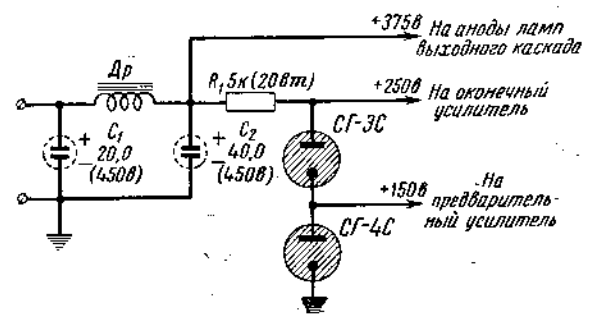 +375в
На аноды ламп
выходного каскада
Др
R1 5к(20вт)
+250в
На оконечный
усилитель
+
C1
20,0
(450в)
−
+
C2
40,0
(450в)
−
СГ-3С
+150в
На
предваритель-
ный усилитель
СГ-4С